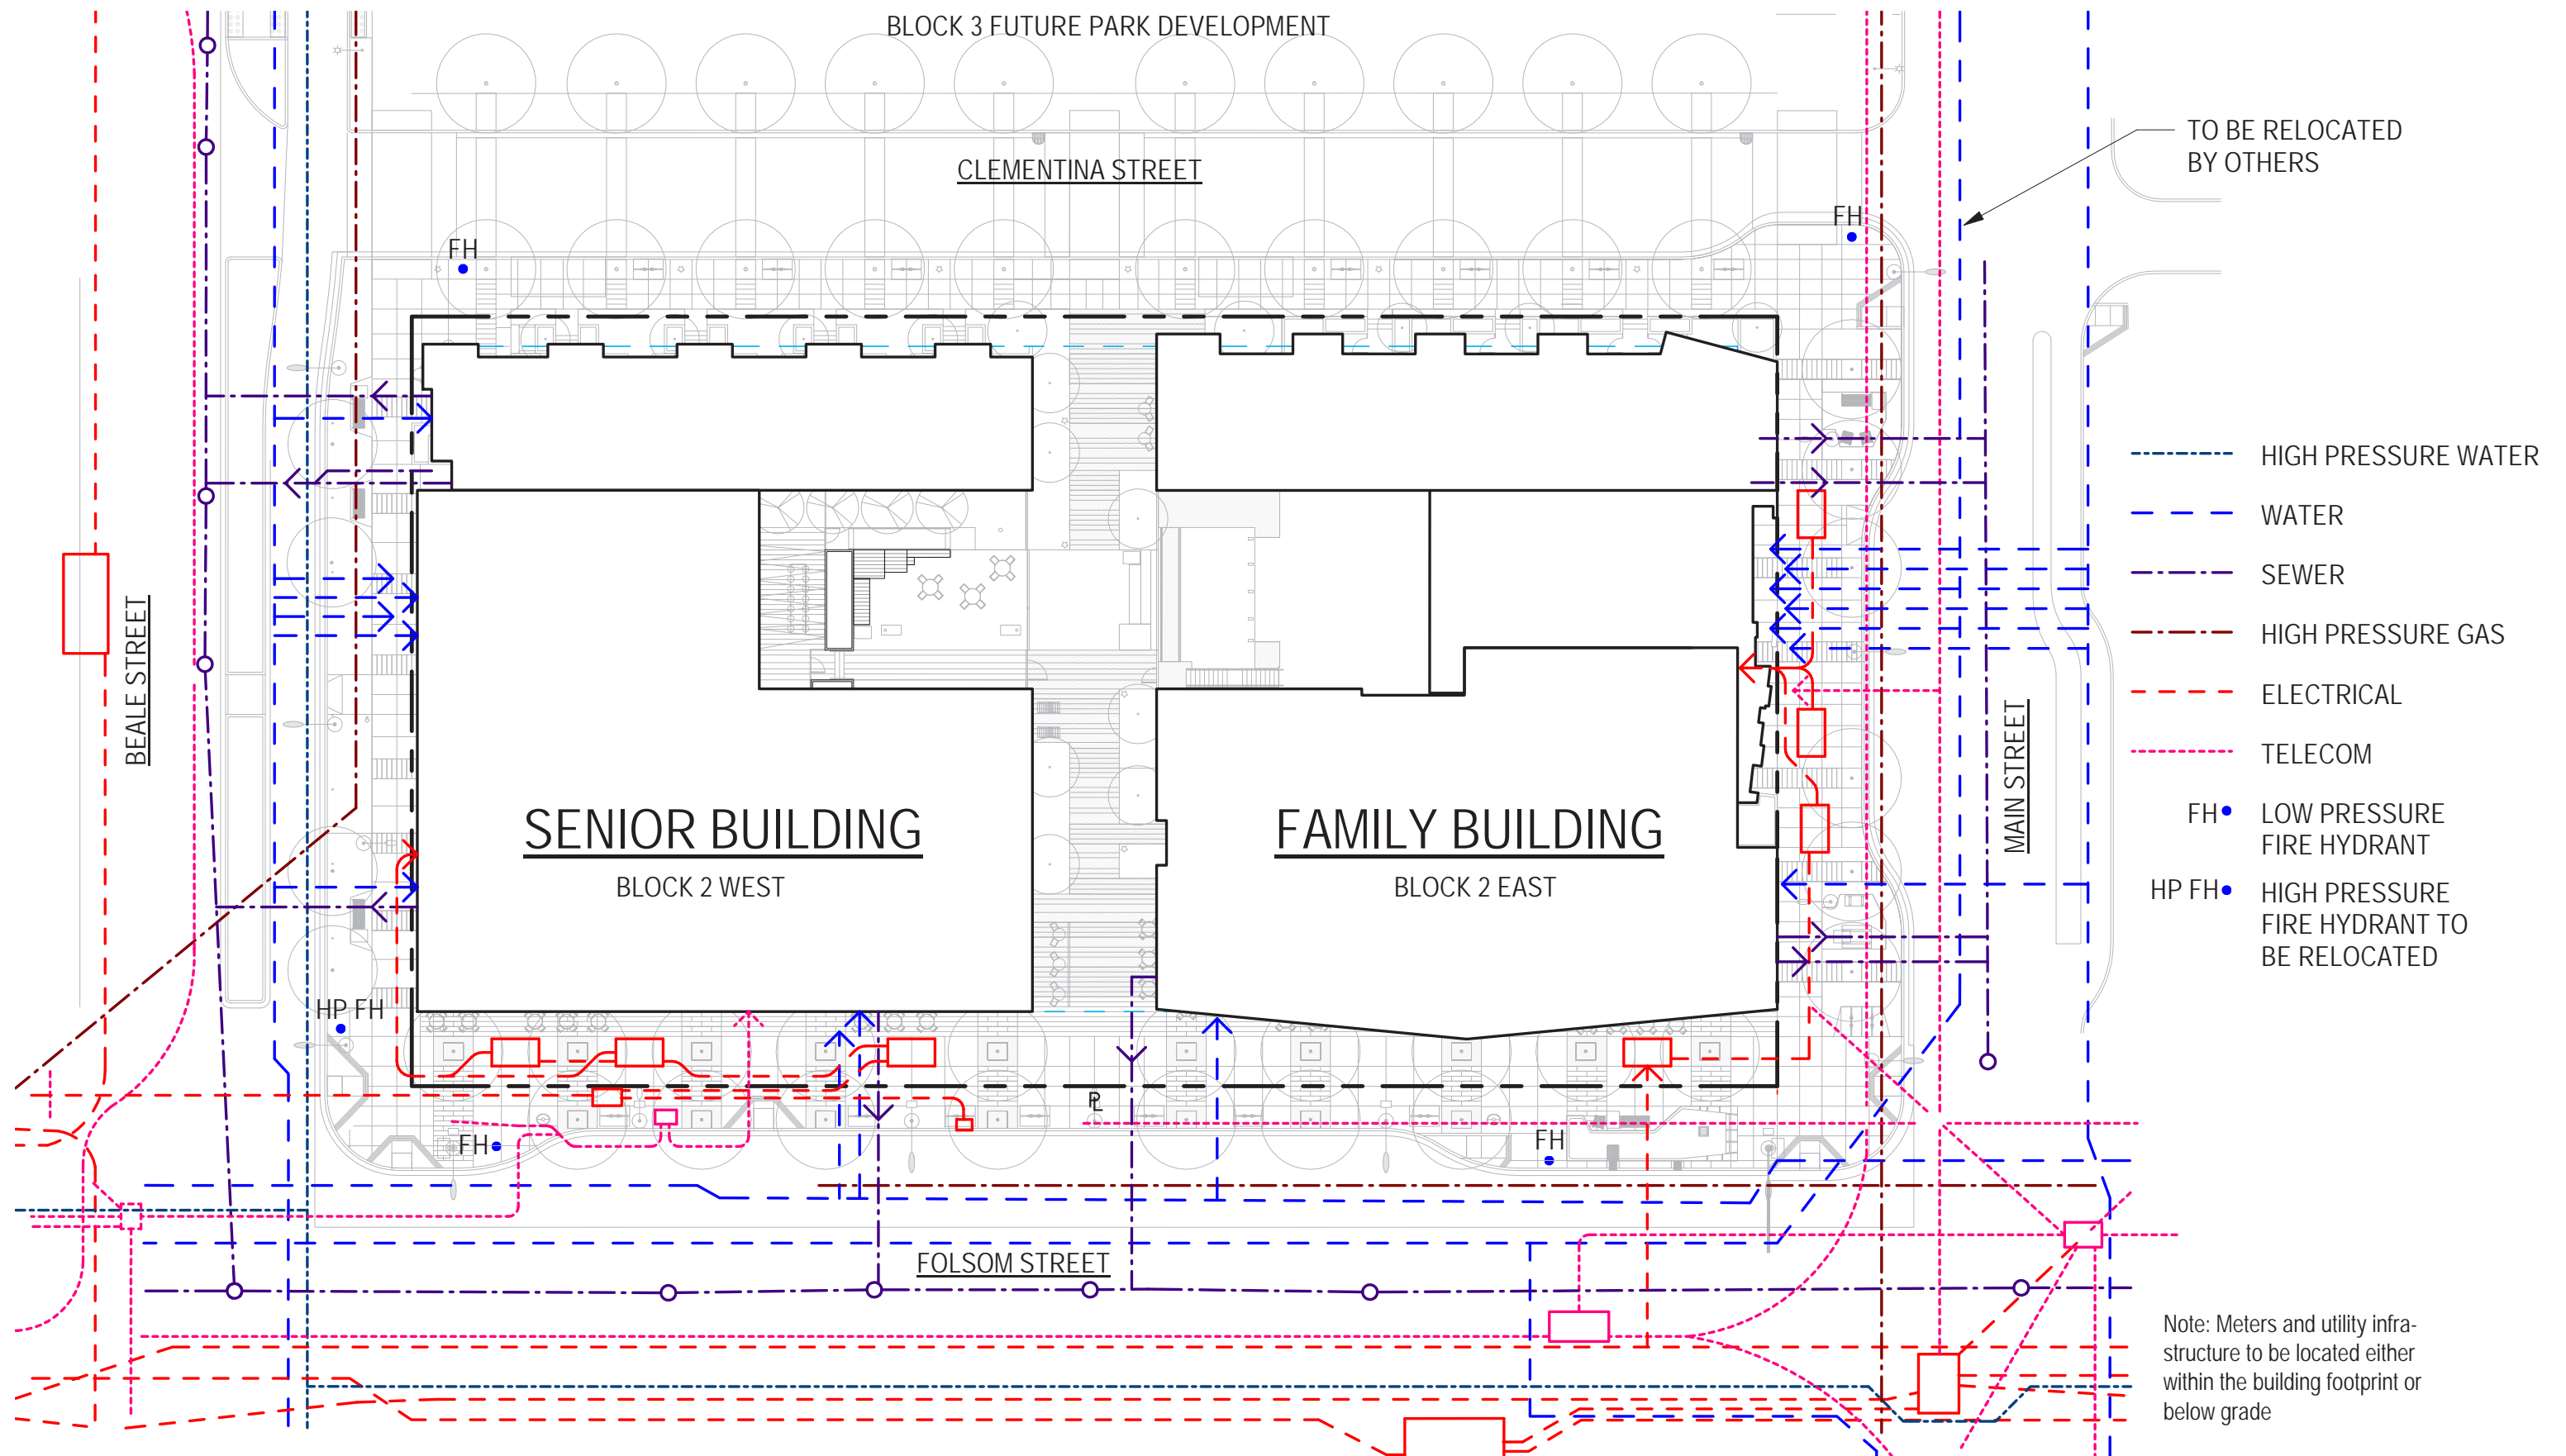 BLOCK 3 FUTURE PARK DEVELOPMENT
TO BE RELOCATED
BY OTHERS
CLEMENTINA STREET
FH
FH
HIGH PRESSURE WATER
WATER
SEWER
HIGH PRESSURE GAS
ELECTRICAL
TELECOM
FH
LOW PRESSURE
FIRE HYDRANT
HP FH
HIGH PRESSURE
FIRE HYDRANT TO
BE RELOCATED
BEALE STREET
MAIN STREET
SENIOR BUILDING
BLOCK 2 WEST
FAMILY BUILDING
BLOCK 2 EAST
HP FH
PL
FH
FH
FOLSOM STREET
Note: Meters and utility infra-
structure to be located either
within the building footprint or
below grade